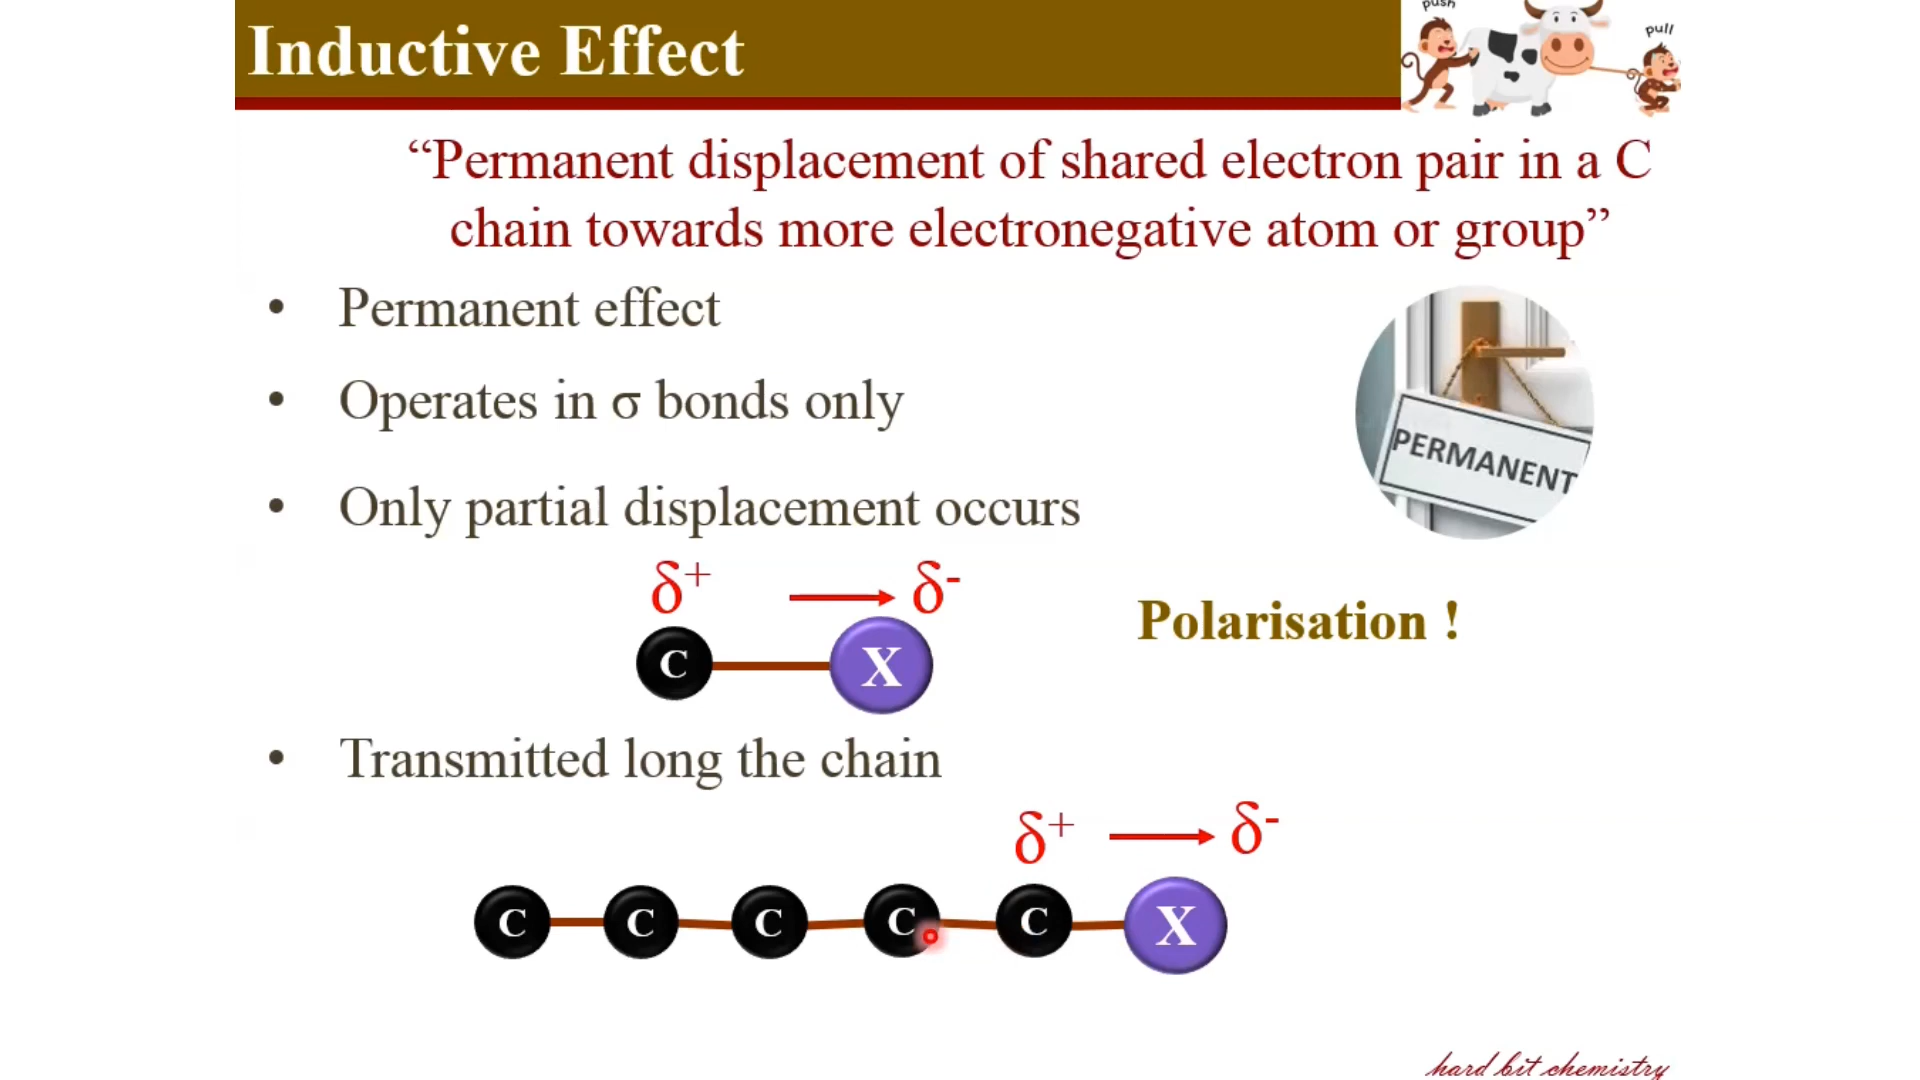 Inductive Effect
push
pull
“Permanent displacement of shared electron pair in a C
chain towards more electronegative atom or group”
• Permanent effect
• Operates in σ bonds only
• Only partial displacement occurs
PERMANENT
δ+ δ-
C X
Polarisation !
• Transmitted long the chain
δ+ δ-
C C C C C X
hard bit chemistry